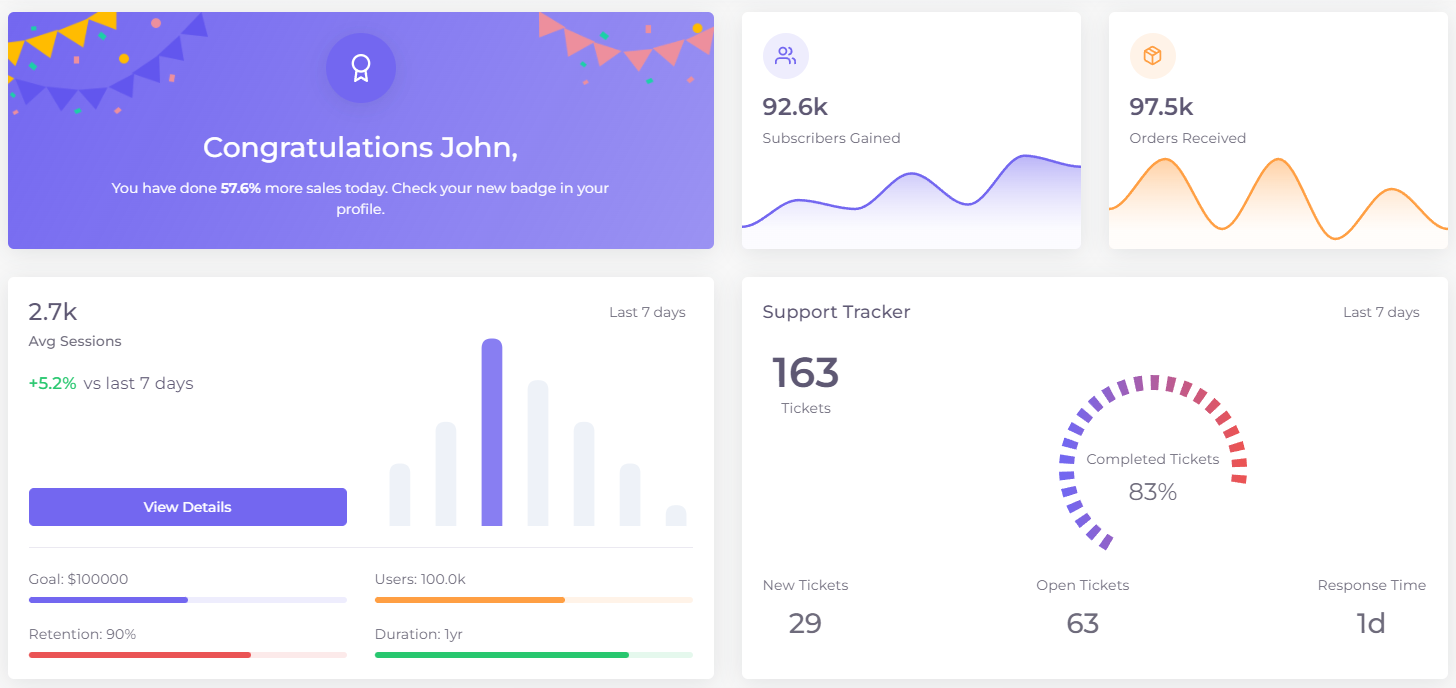 Congratulations John,
You have done 57.6% more sales today. Check your new badge in your
profile.
92.6k
Subscribers Gained
97.5k
Orders Received
2.7k
Last 7 days
Avg Sessions
+5.2% vs last 7 days
View Details
Goal: $100000
Users: 100.0k
Retention: 90%
Duration: 1yr
Support Tracker
Last 7 days
163
Tickets
Completed Tickets
83%
New Tickets
Open Tickets
Response Time
29
63
1d